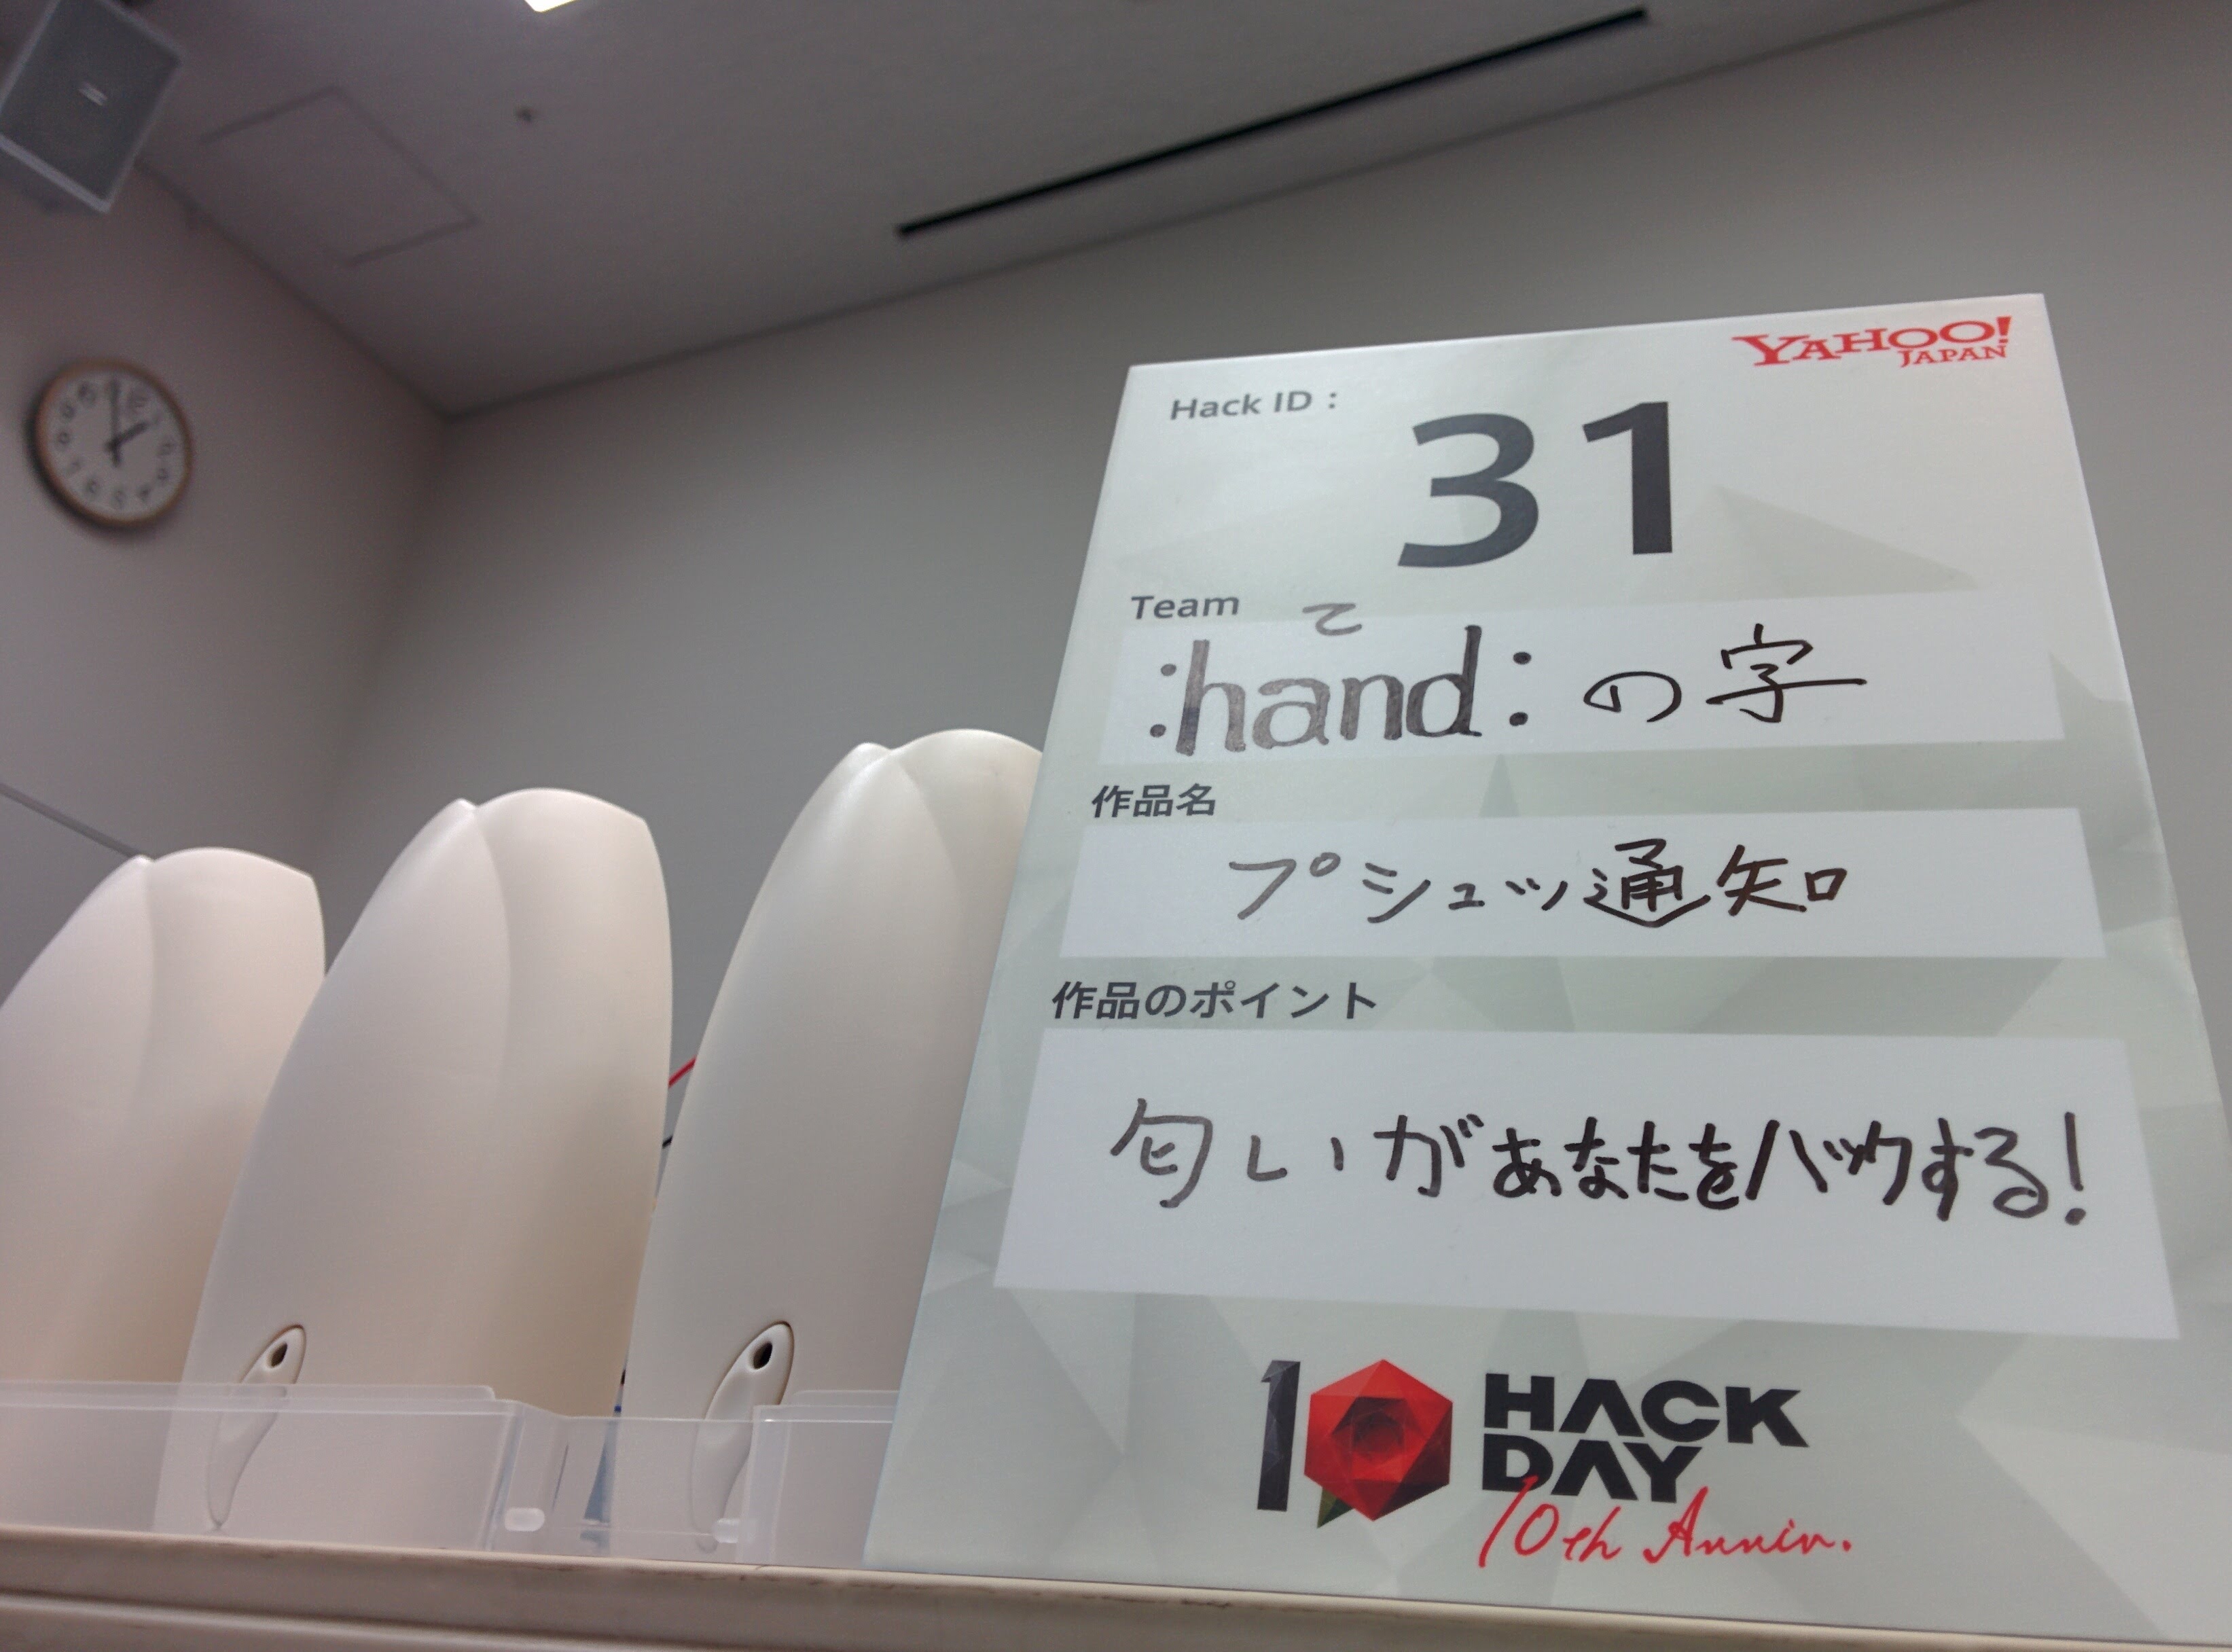 YAHOO!
JAPAN
Hack ID :
31
Team
て
:hand: の字
作品名
プシュッ通知
作品のポイント
匂いがあなたをハックする!
10 HACK
DAY
10th Anniv.